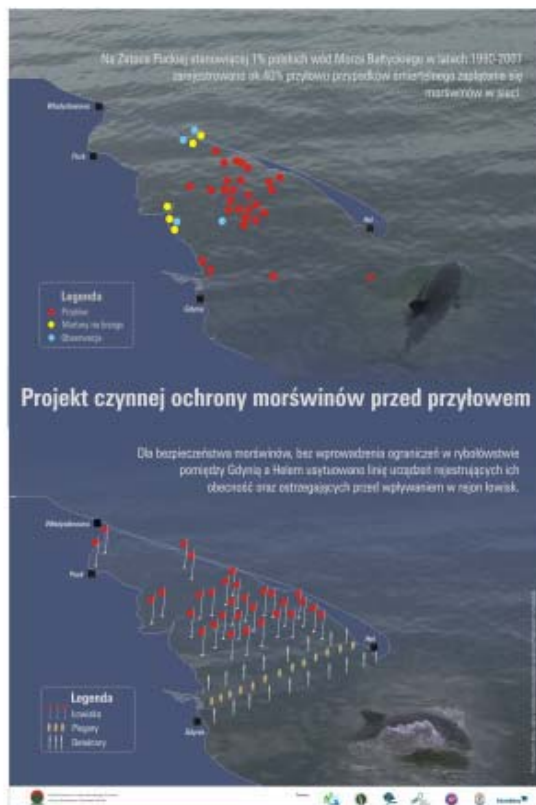 Na Zatoce Puckiej stanowiącej 1% polskich wód Morza Bałtyckiego w latach 1990-2001
zarejestrowano ok. 40% przyłowu przypadków śmiertelnego zaplątania się
morświnów w sieci.
Władysławowo
Puck
Hel
Gdynia
Legenda
Przyłów
Martwy na brzegu
Obserwacja
Projekt czynnej ochrony morświnów przed przyłowem
Dla bezpieczeństwa morświnów, bez wprowadzenia ograniczeń w rybołówstwie
pomiędzy Gdynią a Helem usytuowano linię urządzeń rejestrujących ich
obecność oraz ostrzegających przed wpływaniem w rejon łowisk.
Władysławowo
Puck
Hel
Gdynia
Legenda
Łowiska
Pingery
Detektory